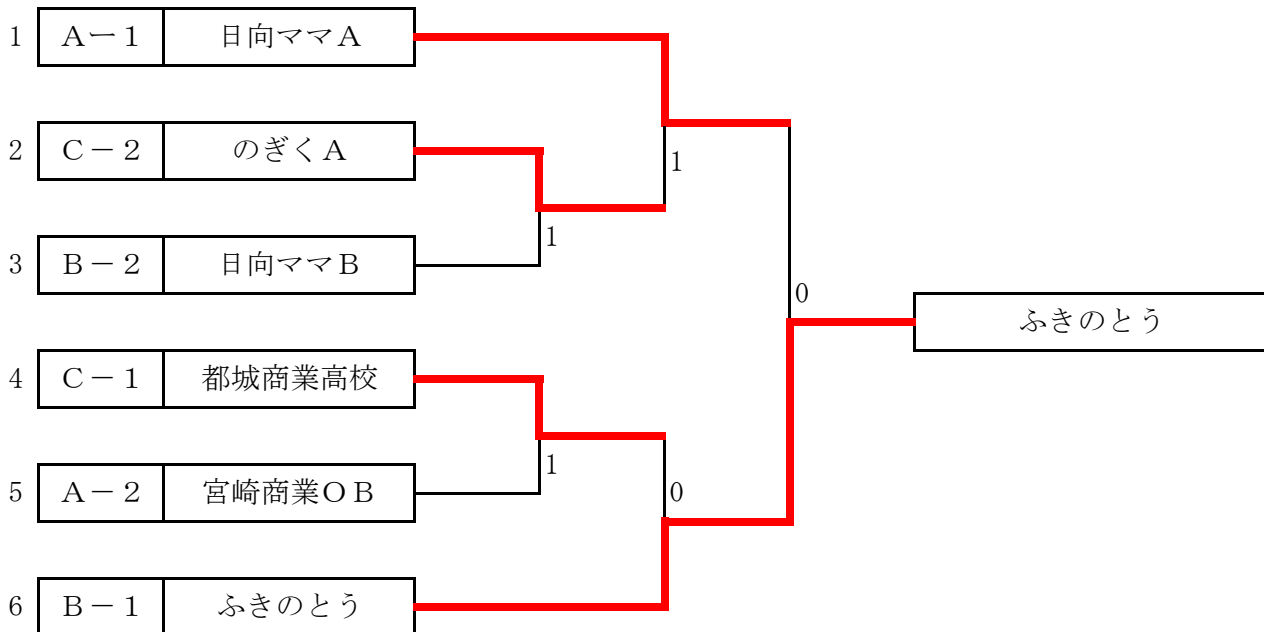 1 A－1 日向ママA
2 C－2 のぎくA
1
1
3 B－2 日向ママB
0
ふきのとう
4 C－1 都城商業高校
1
0
5 A－2 宮崎商業OB
6 B－1 ふきのとう